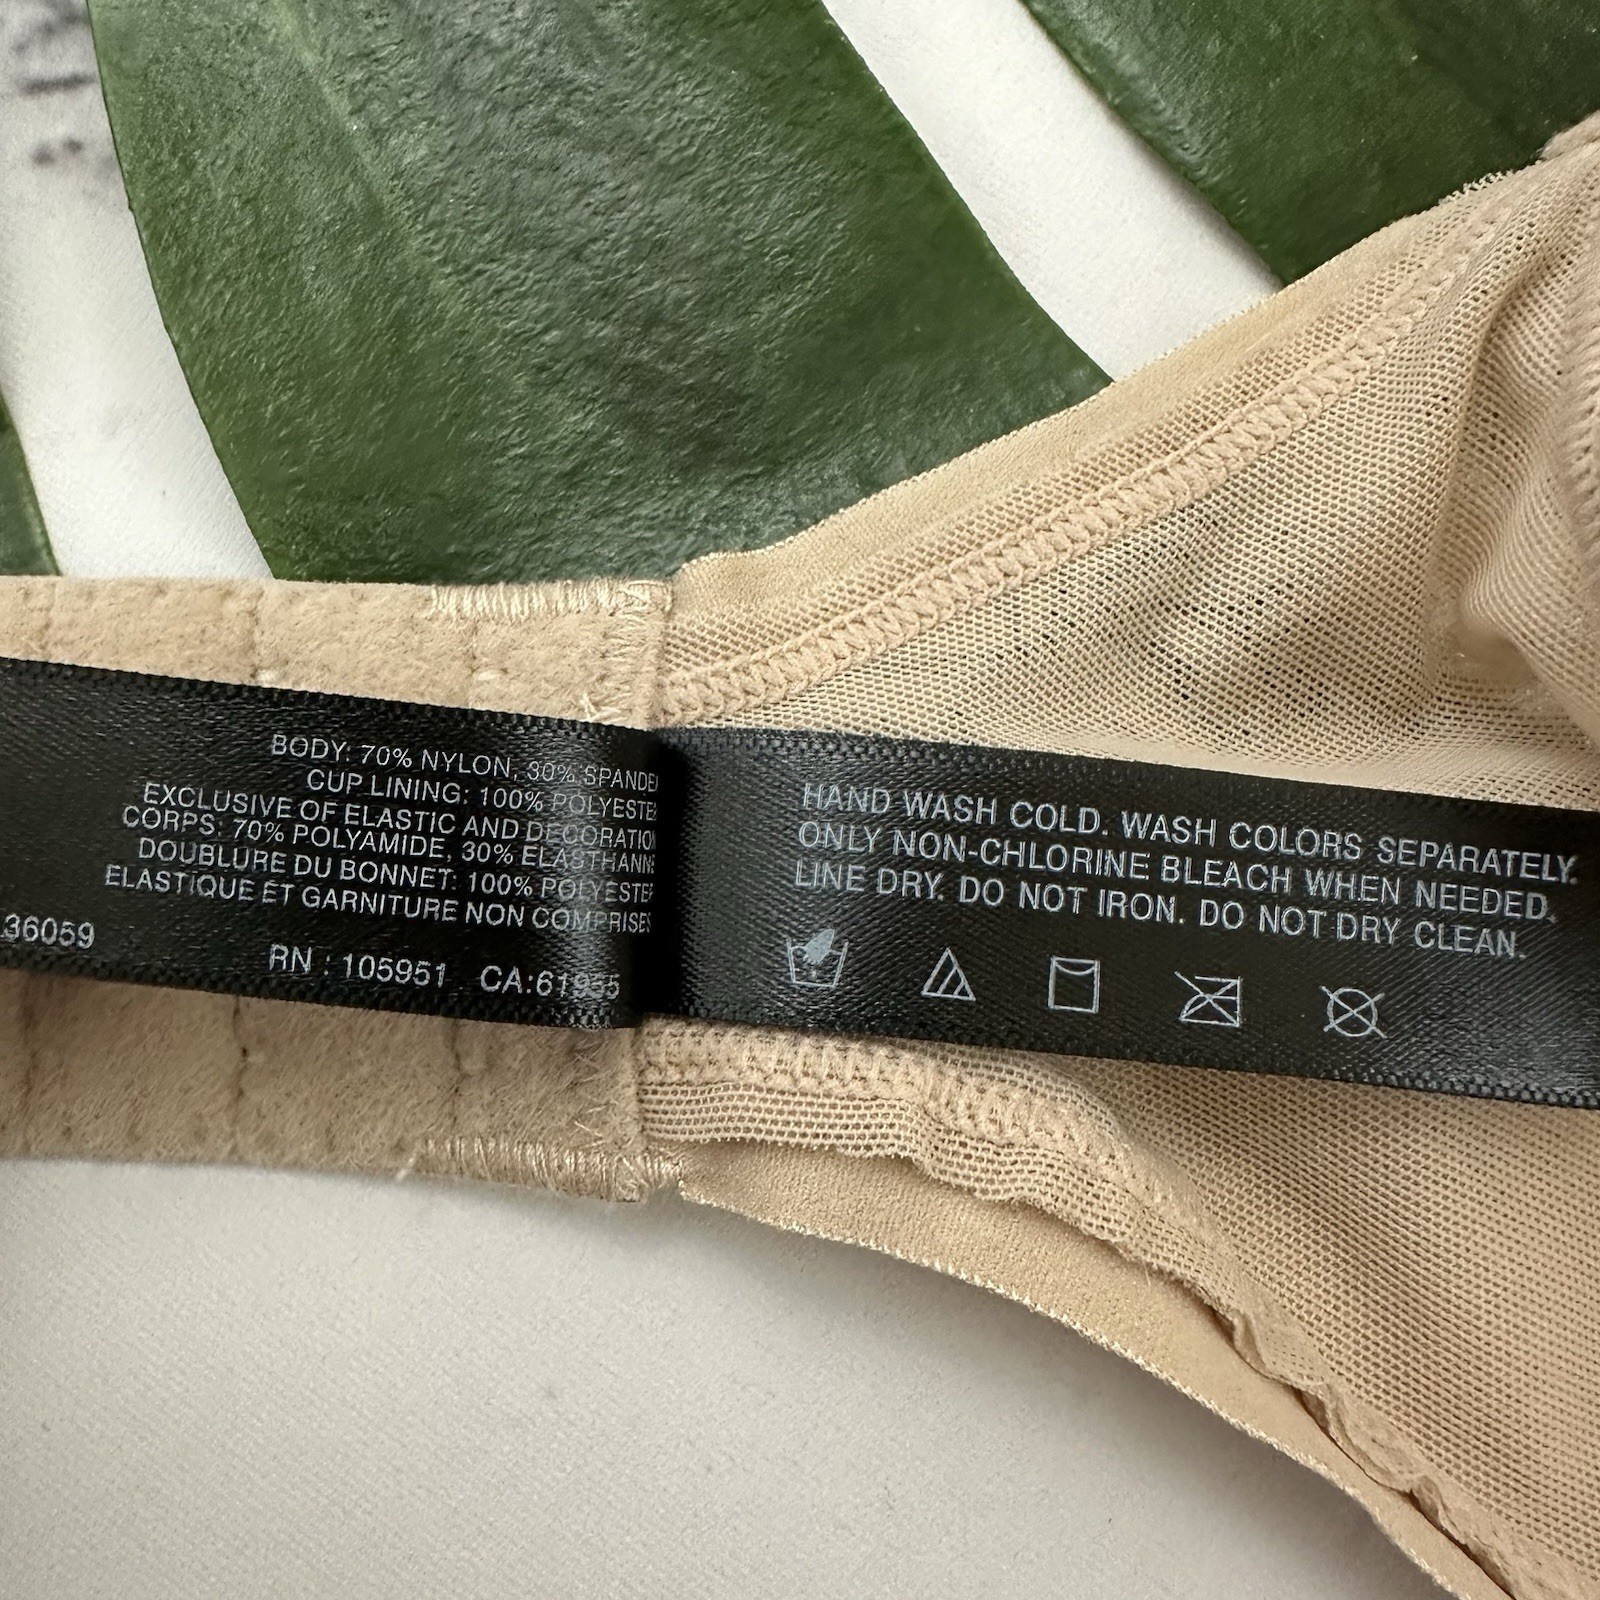 BODY: 70% NYLON, 30% SPANDE
CUP LINING: 100% POLYESTE
EXCLUSIVE OF ELASTIC AND DECORATION
CORPS: 70% POLYAMIDE, 30% ELASTHANNE
DOUBLURE DU BONNET: 100% POLYESTER
ELASTIQUE ET GARNITURE NON COMPRISES
36059
RN : 105951 CA:61955
HAND WASH COLD. WASH COLORS SEPARATELY.
ONLY NON-CHLORINE BLEACH WHEN NEEDED.
LINE DRY. DO NOT IRON. DO NOT DRY CLEAN.